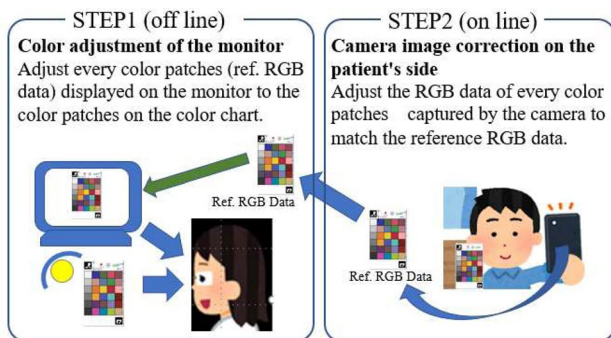 STEP1 (off line)
Color adjustment of the monitor
Adjust every color patches (ref. RGB
data) displayed on the monitor to the
color patches on the color chart.
Ref. RGB Data
STEP2 (on line)
Camera image correction on the
patient's side
Adjust the RGB data of every color
patches captured by the camera to
match the reference RGB data.
Ref. RGB Data